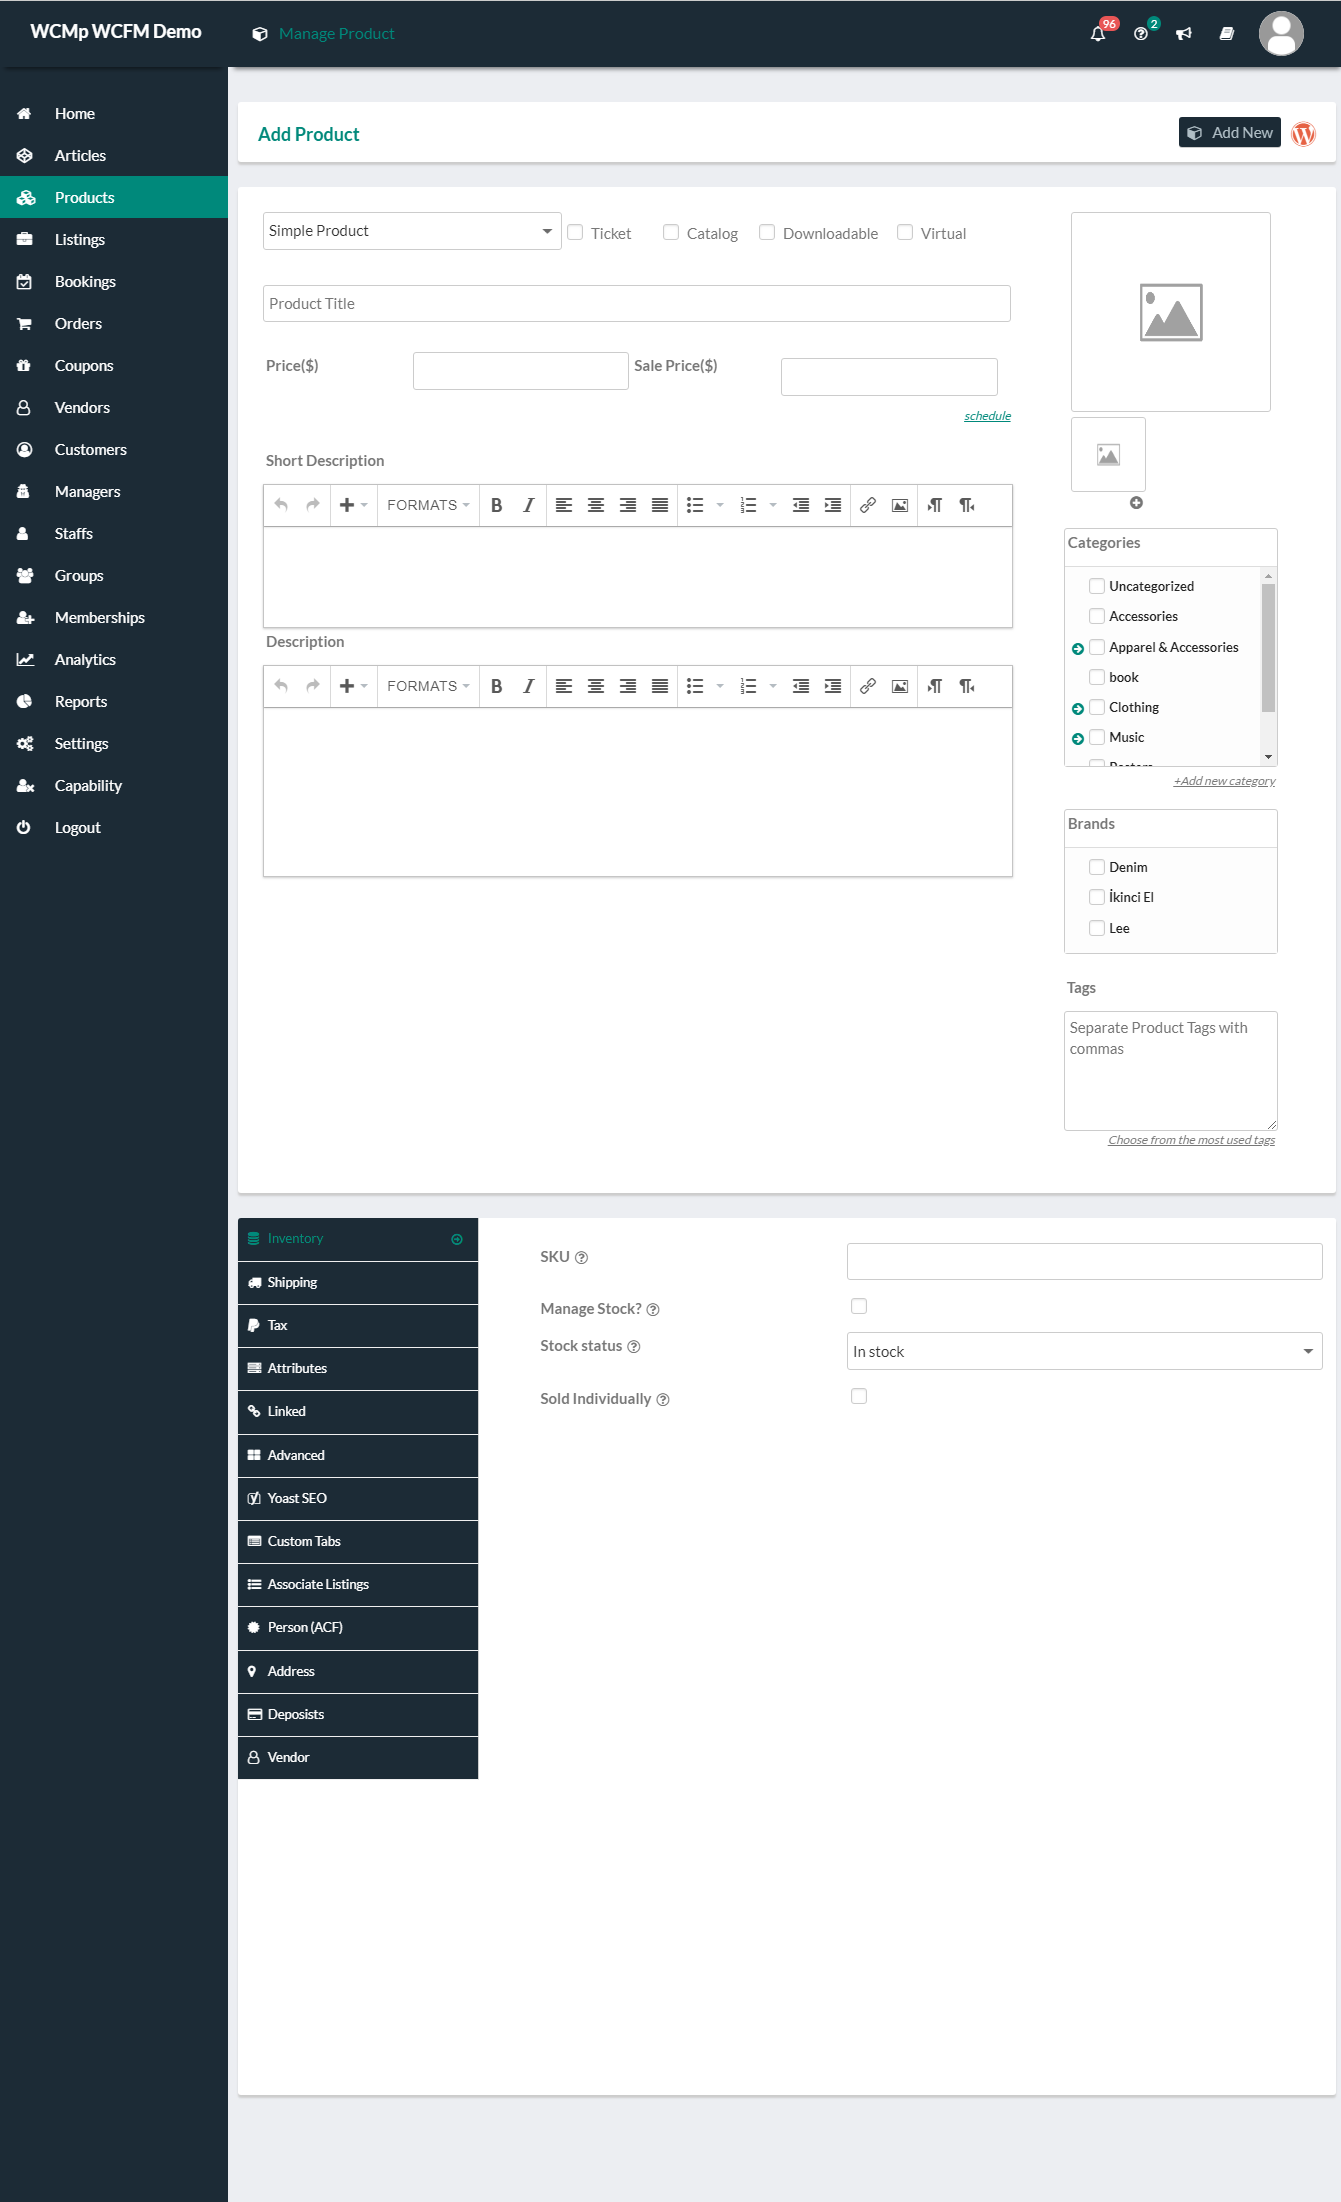 WCMp WCFM Demo
Manage Product
96
2
Home
Articles
Products
Listings
Bookings
Orders
Coupons
Vendors
Customers
Managers
Staffs
Groups
Memberships
Analytics
Reports
Settings
Capability
Logout
Add Product
Add New
Simple Product
Ticket
Catalog
Downloadable
Virtual
Product Title
Price($)
Sale Price($)
schedule
Short Description
FORMATS
Description
FORMATS
Categories
Uncategorized
Accessories
Apparel & Accessories
book
Clothing
Music
Posters
+Add new category
Brands
Denim
İkinci El
Lee
Tags
Separate Product Tags with
commas
Choose from the most used tags
Inventory
Shipping
Tax
Attributes
Linked
Advanced
Yoast SEO
Custom Tabs
Associate Listings
Person (ACF)
Address
Deposists
Vendor
SKU
Manage Stock?
Stock status
In stock
Sold Individually